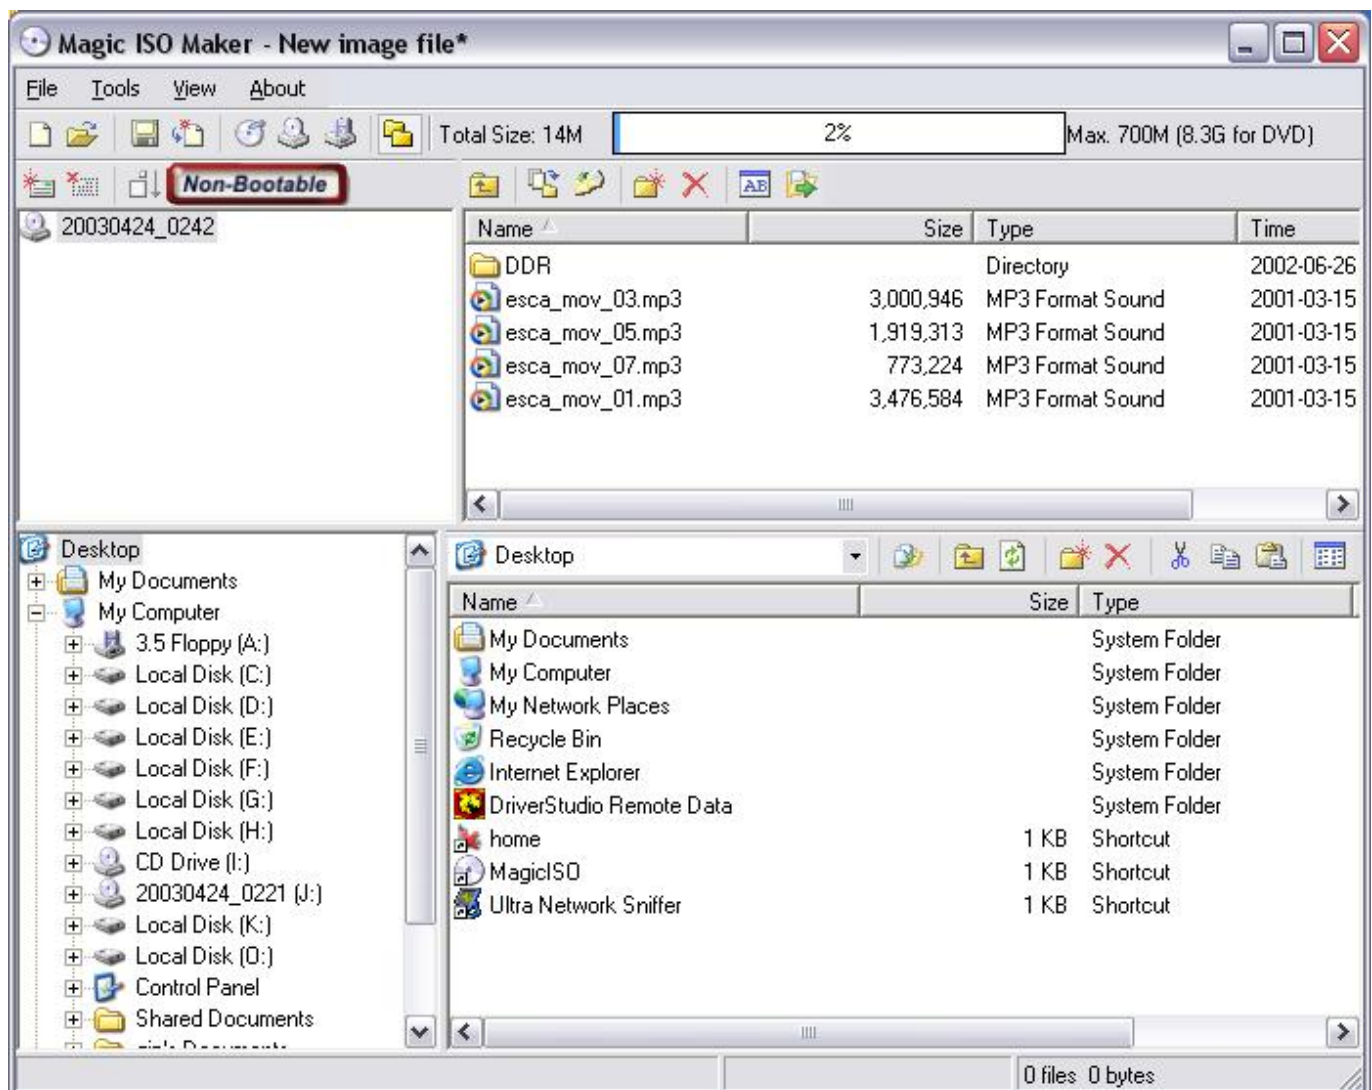 Magic ISO Maker - New image file*
File Tools View About
Total Size: 14M 2% Max. 700M (8.3G for DVD)
Non-Bootable
20030424_0242
Name Size Type Time
DDR Directory 2002-06-26
esca_mov_03.mp3 3,000,946 MP3 Format Sound 2001-03-15
esca_mov_05.mp3 1,919,313 MP3 Format Sound 2001-03-15
esca_mov_07.mp3 773,224 MP3 Format Sound 2001-03-15
esca_mov_01.mp3 3,476,584 MP3 Format Sound 2001-03-15
Desktop
My Documents
My Computer
3.5 Floppy (A:)
Local Disk (C:)
Local Disk (D:)
Local Disk (E:)
Local Disk (F:)
Local Disk (G:)
Local Disk (H:)
CD Drive (I:)
20030424_0221 (J:)
Local Disk (K:)
Local Disk (O:)
Control Panel
Shared Documents
Desktop
Name Size Type
My Documents System Folder
My Computer System Folder
My Network Places System Folder
Recycle Bin System Folder
Internet Explorer System Folder
DriverStudio Remote Data System Folder
home 1 KB Shortcut
MagicISO 1 KB Shortcut
Ultra Network Sniffer 1 KB Shortcut
0 files 0 bytes